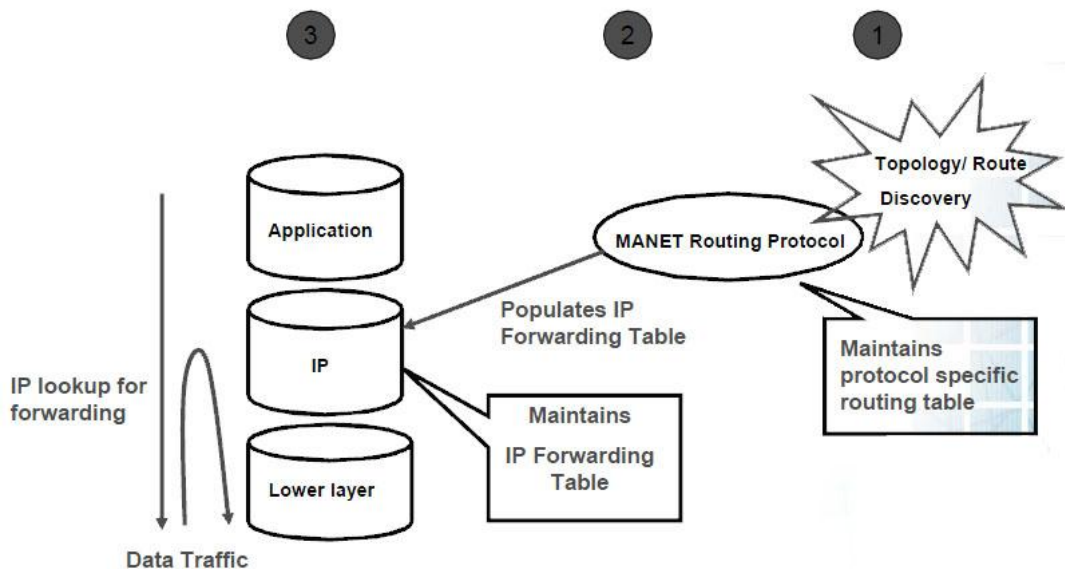 3
2
1
Topology/ Route
Discovery
Application
MANET Routing Protocol
Populates IP
Forwarding Table
IP
Maintains
protocol specific
routing table
IP lookup for
forwarding
Maintains
IP Forwarding
Table
Lower layer
Data Traffic